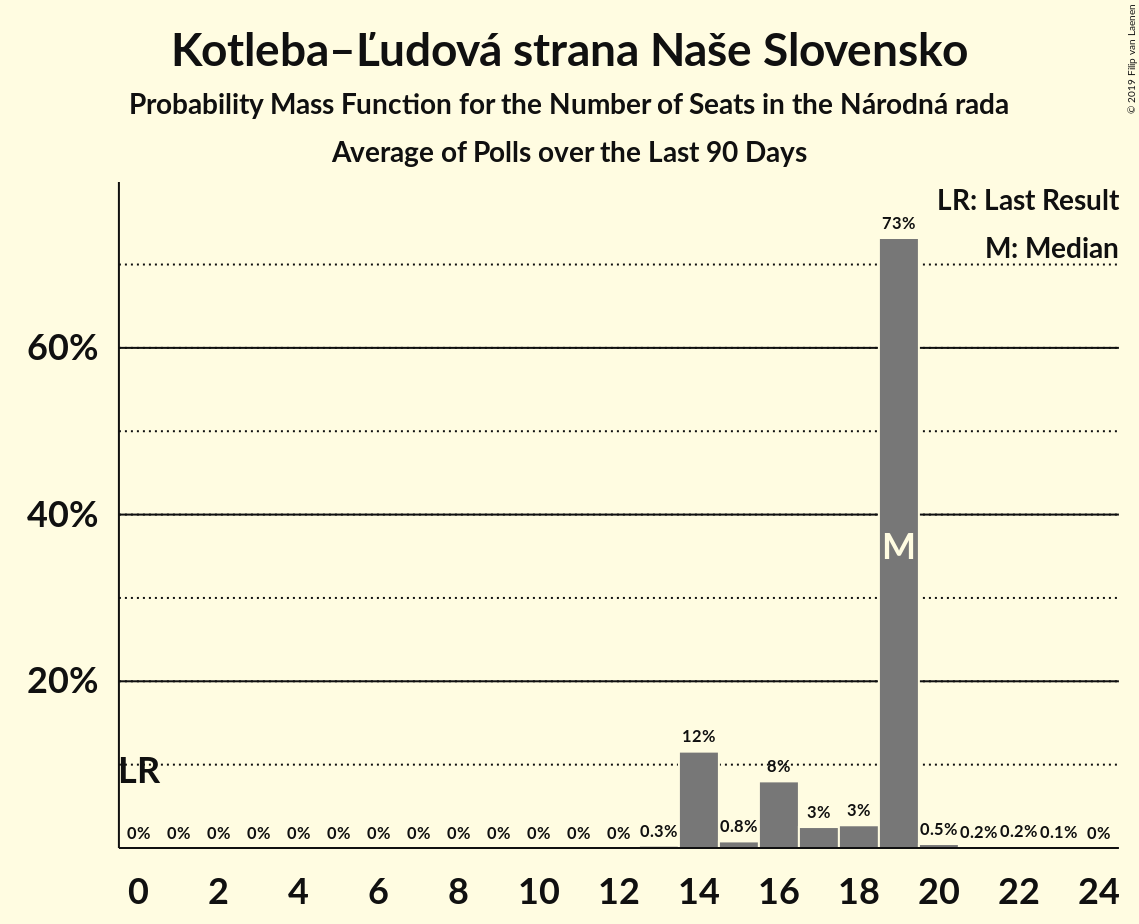 Kotleba–Ľudová strana Naše Slovensko
Probability Mass Function for the Number of Seats in the Národná rada
Average of Polls over the Last 90 Days
© 2019 Filip van Laenen
LR: Last Result
M: Median
60%
40%
20%
LR
M
0% 0% 0% 0% 0% 0% 0% 0% 0% 0% 0% 0% 0% 0.3% 12% 0.8% 8% 3% 3% 73% 0.5% 0.2% 0.2% 0.1% 0%
0 2 4 6 8 10 12 14 16 18 20 22 24